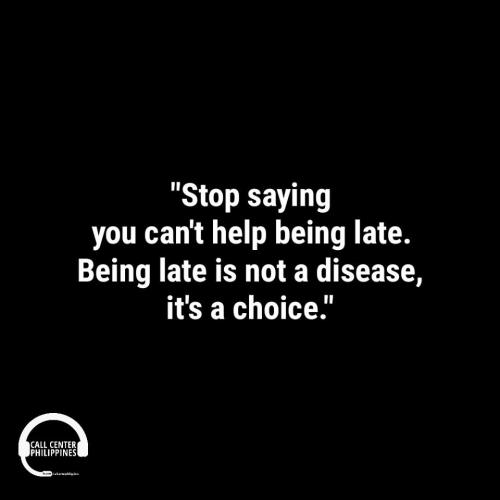 "Stop saying
you can't help being late.
Being late is not a disease,
it's a choice."
CALL CENTER
PHILIPPINES